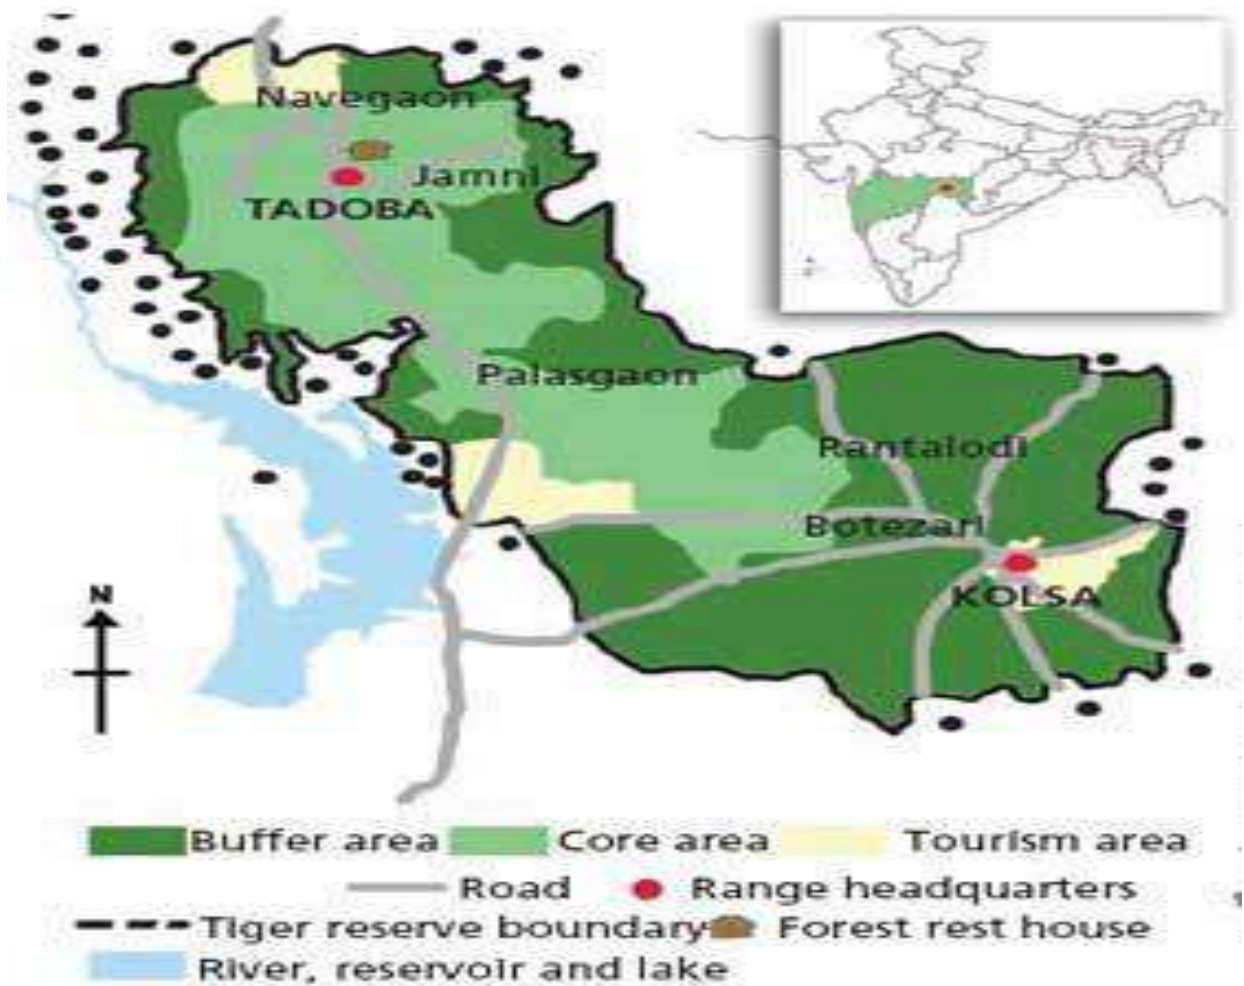 Navegaon
Jamni
TADOBA
Palasgaon
Rantalodi
Botezari
KOLSA
N
Buffer area Core area Tourism area
Road Range headquarters
Tiger reserve boundary Forest rest house
River, reservoir and lake